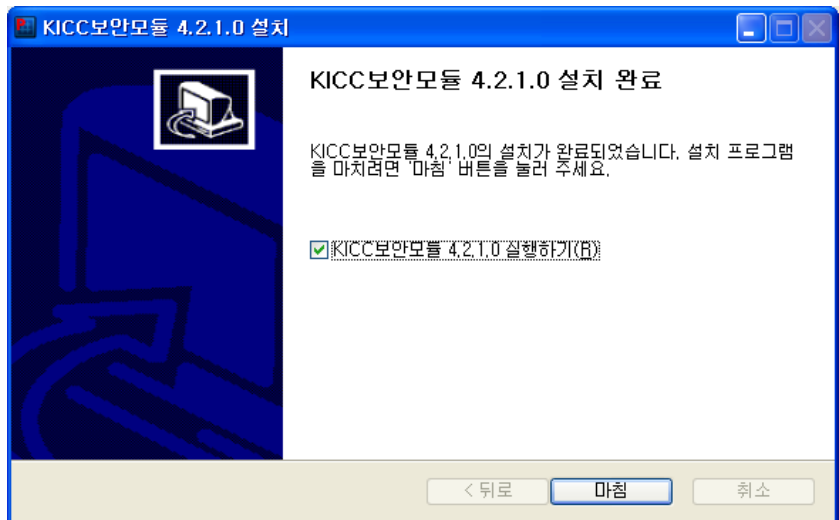 KICC보안모듈 4.2.1.0 설치
KICC보안모듈 4.2.1.0 설치 완료
KICC보안모듈 4.2.1.0의 설치가 완료되었습니다. 설치 프로그램
을 마치려면 '마침' 버튼을 눌러 주세요.
KICC보안모듈 4.2.1.0 실행하기(R)
< 뒤로 마침 취소